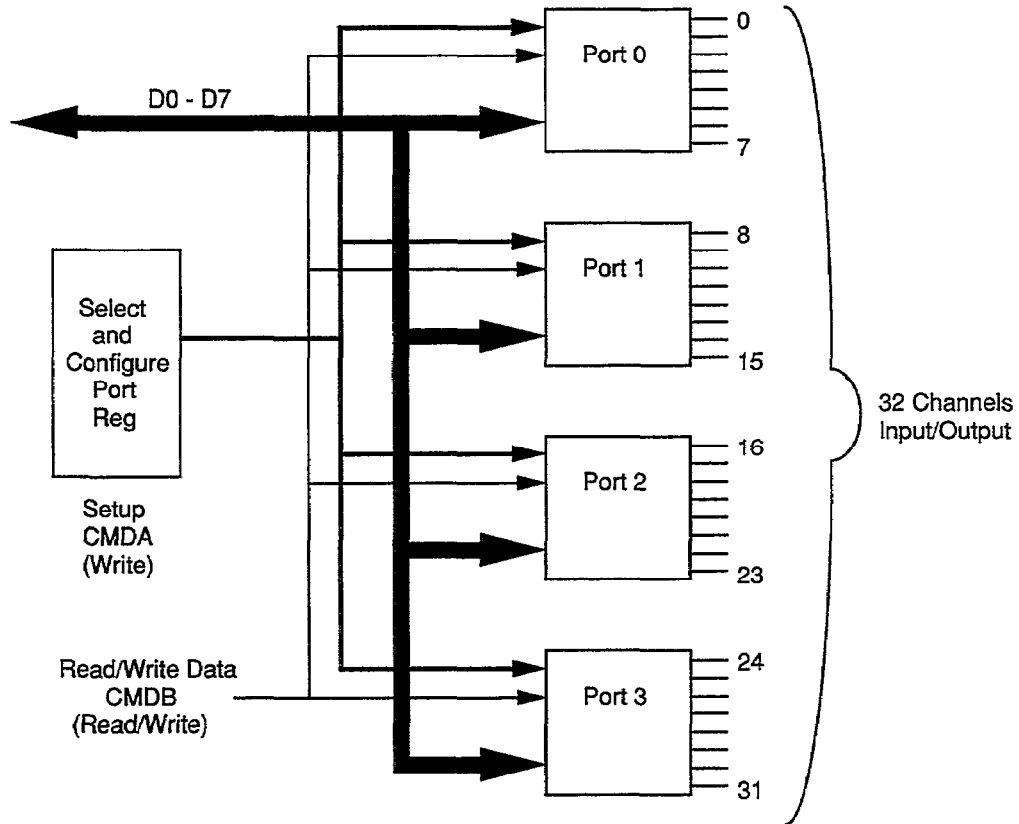 D0 - D7
Port 0
0
7
Port 1
8
15
Select
and
Configure
Port
Reg
Setup
CMDA
(Write)
32 Channels
Input/Output
Port 2
16
23
Read/Write Data
CMDB
(Read/Write)
Port 3
24
31